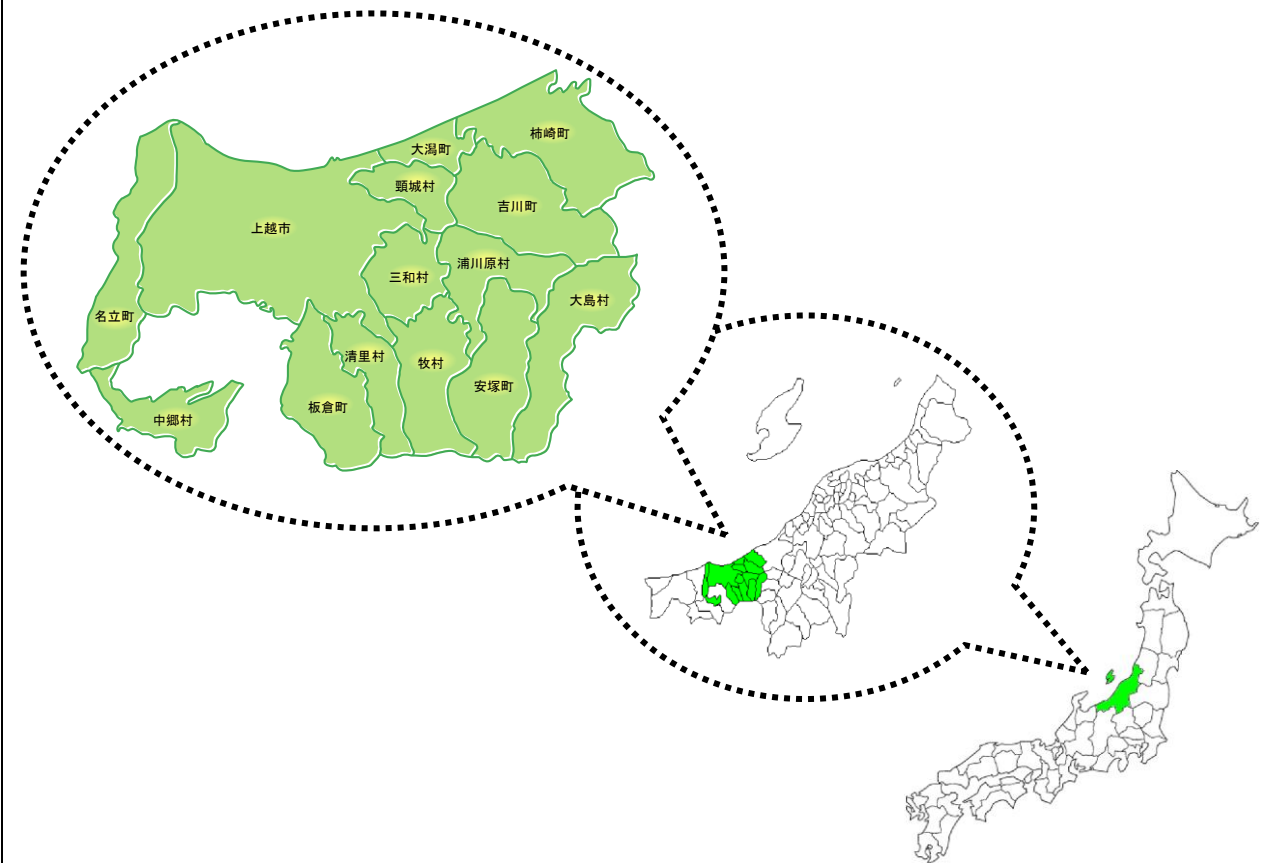 柿崎町
大潟町
頸城村
吉川町
上越市
浦川原村
三和村
大島村
名立町
清里村
牧村
安塚町
板倉町
中郷村